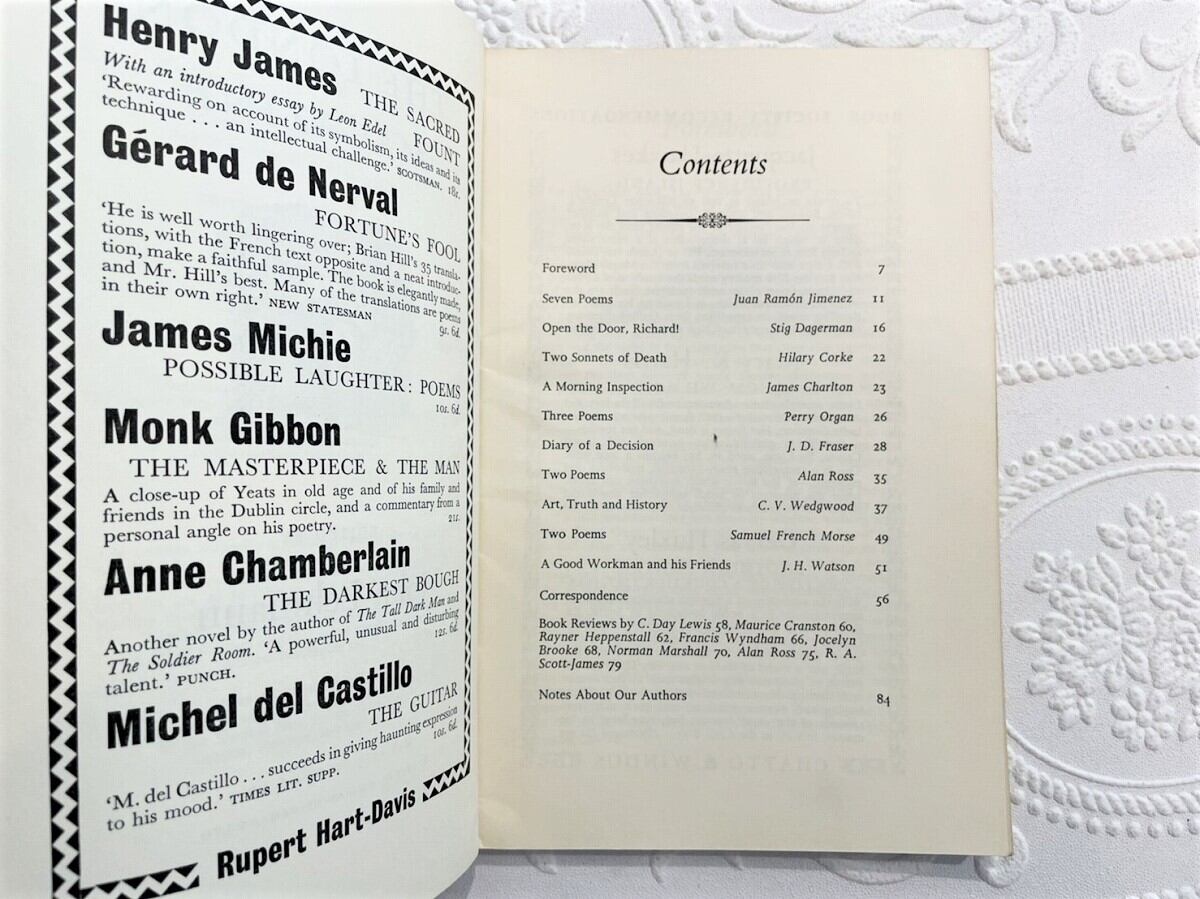 Henry James
THE SACRED
With an introductory essay by Leon Edel FOUNT
'Rewarding on account of its symbolism, its ideas and its
technique . . . an intellectual challenge.' SCOTSMAN. 18s.
Gérard de Nerval
FORTUNE'S FOOL
'He is well worth lingering over; Brian Hill's 35 transla-
tions, with the French text opposite and a neat introduc-
tion, make a faithful sample. The book is elegantly made,
and Mr. Hill's best. Many of the translations are poems
in their own right.' NEW STATESMAN 9s. 6d.
James Michie
POSSIBLE LAUGHTER: POEMS
10s. 6d.
Monk Gibbon
THE MASTERPIECE & THE MAN
A close-up of Yeats in old age and of his family and
friends in the Dublin circle, and a commentary from a
personal angle on his poetry. 21s.
Anne Chamberlain
THE DARKEST BOUGH
Another novel by the author of The Tall Dark Man and
The Soldier Room. 'A powerful, unusual and disturbing
talent.' PUNCH. 12s. 6d.
Michel del Castillo
THE GUITAR
'M. del Castillo . . . succeeds in giving haunting expression
to his mood.' TIMES LIT. SUPP. 10s. 6d.
Rupert Hart-Davis
Contents
Foreword 7
Seven Poems Juan Ramón Jimenez 11
Open the Door, Richard! Stig Dagerman 16
Two Sonnets of Death Hilary Corke 22
A Morning Inspection James Charlton 23
Three Poems Perry Organ 26
Diary of a Decision J. D. Fraser 28
Two Poems Alan Ross 35
Art, Truth and History C. V. Wedgwood 37
Two Poems Samuel French Morse 49
A Good Workman and his Friends J. H. Watson 51
Correspondence 56
Book Reviews by C. Day Lewis 58, Maurice Cranston 60,
Rayner Heppenstall 62, Francis Wyndham 66, Jocelyn
Brooke 68, Norman Marshall 70, Alan Ross 75, R. A.
Scott-James 79
Notes About Our Authors 84